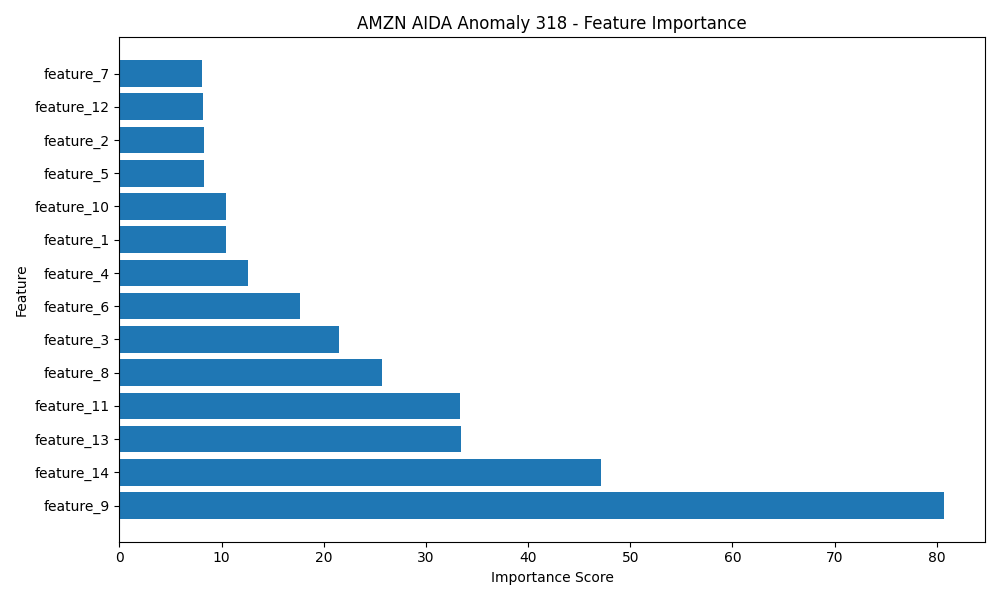 AMZN AIDA Anomaly 318 - Feature Importance
feature_7
feature_12
feature_2
feature_5
feature_10
feature_1
feature_4
feature_6
feature_3
feature_8
feature_11
feature_13
feature_14
feature_9
Feature
0 10 20 30 40 50 60 70 80
Importance Score